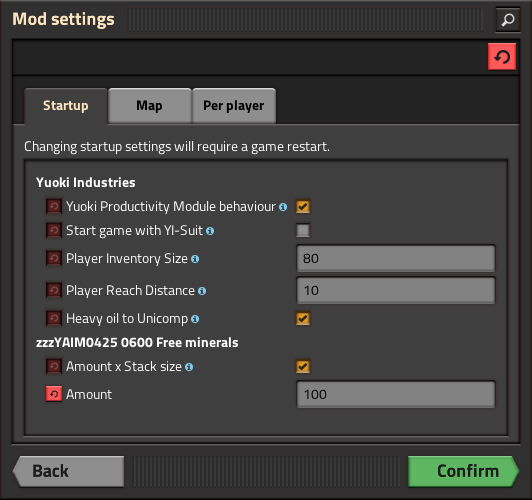 Mod settings
Startup Map Per player
Changing startup settings will require a game restart.
Yuoki Industries
Yuoki Productivity Module behaviour
Start game with YI-Suit
Player Inventory Size 80
Player Reach Distance 10
Heavy oil to Unicomp
zzzYAIM0425 0600 Free minerals
Amount x Stack size
Amount 100
Back Confirm